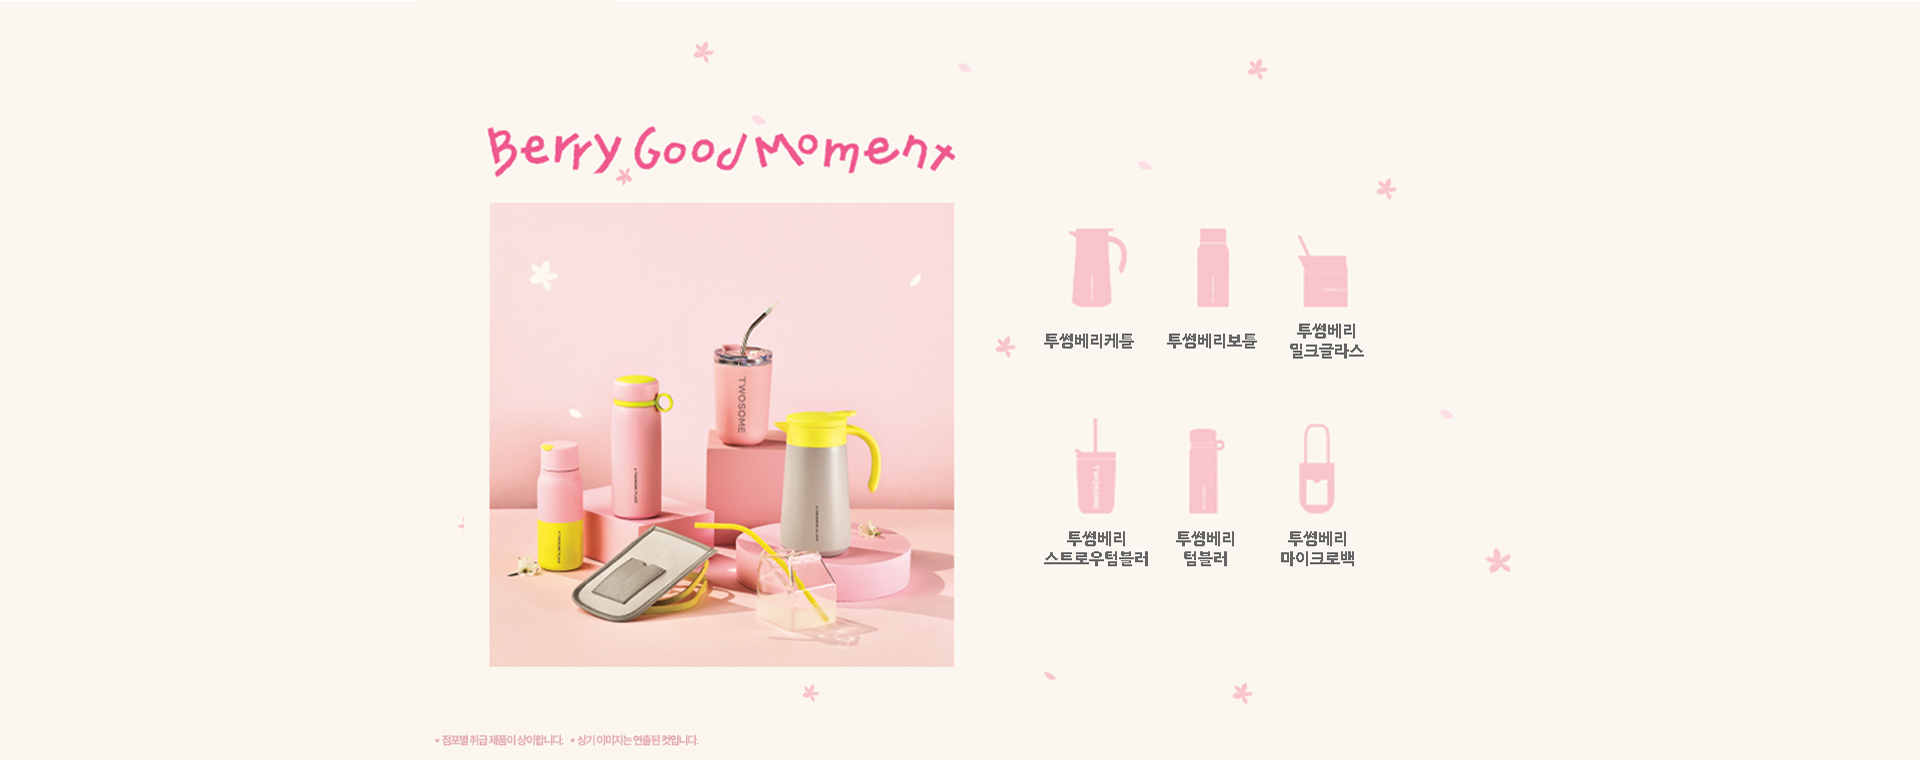 Berry Good Moment
TWOSOME
투썸베리케틀
투썸베리보틀
투썸베리
밀크글라스
TWOSOME
투썸베리
스트로우텀블러
투썸베리
텀블러
투썸베리
마이크로백
* 점포별 취급 제품이 상이합니다. * 상기 이미지는 연출된 컷입니다.